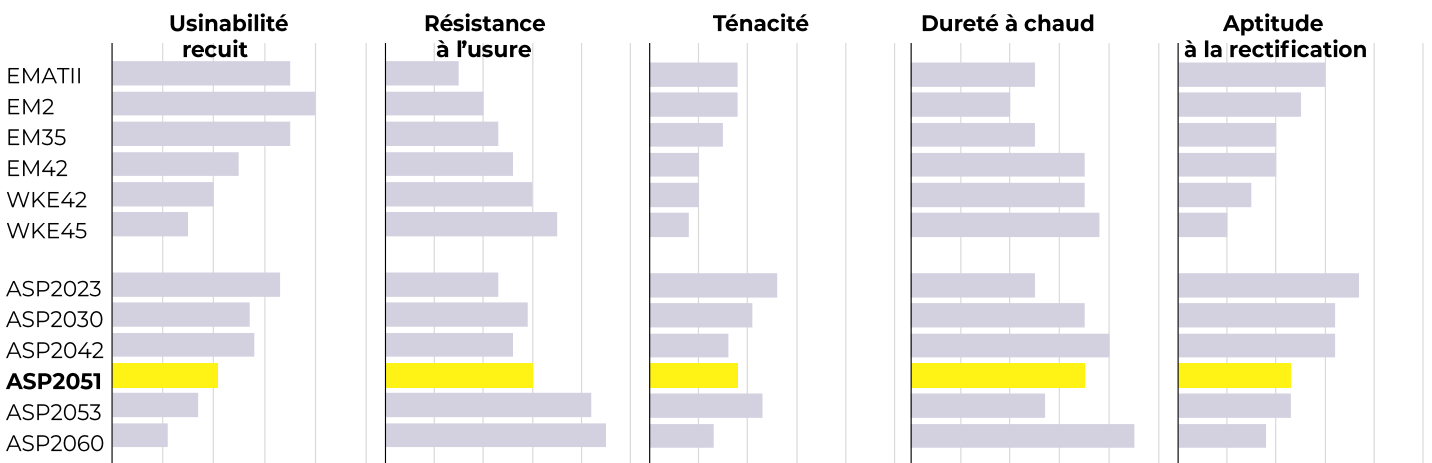 Usinabilité
recuit
Résistance
à l’usure
Ténacité
Dureté à chaud
Aptitude
à la rectification
EMATII
EM2
EM35
EM42
WKE42
WKE45
ASP2023
ASP2030
ASP2042
ASP2051
ASP2053
ASP2060